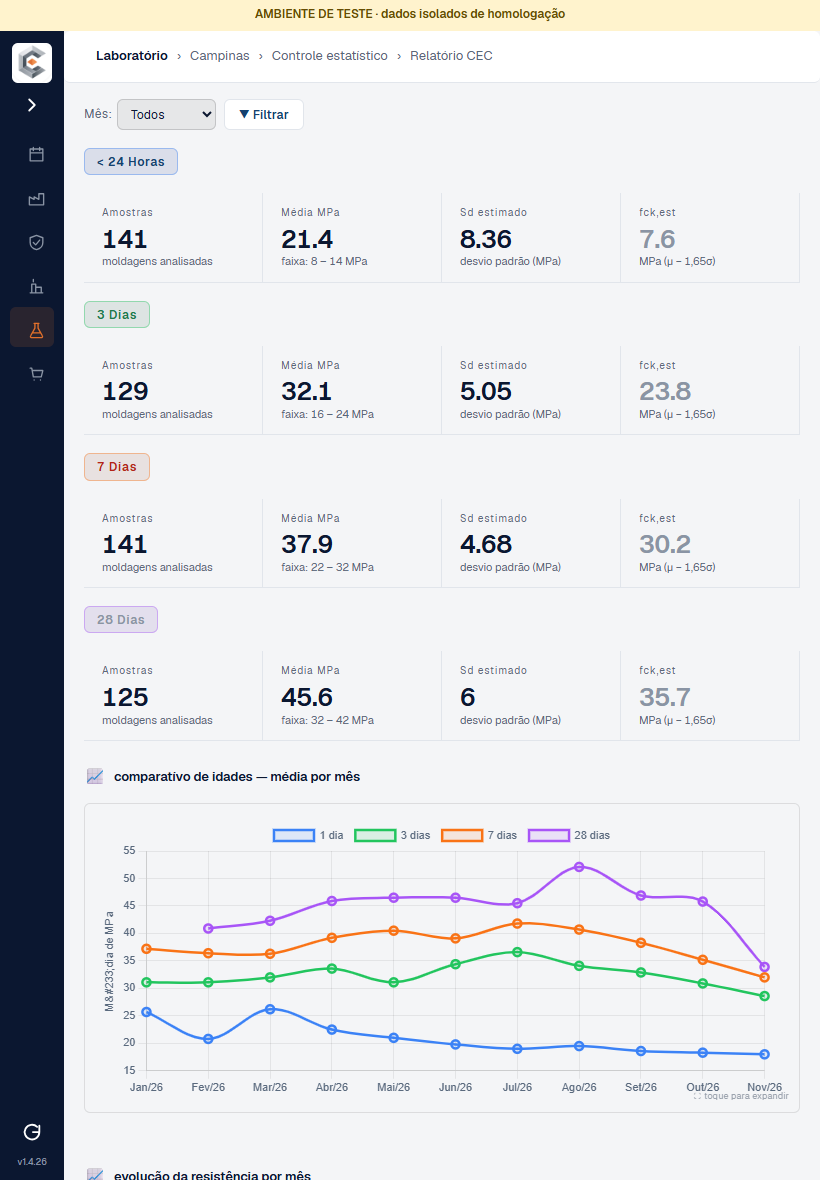 AMBIENTE DE TESTE · dados isolados de homologação
Laboratório › Campinas › Controle estatístico › Relatório CEC
Mês: Todos ▼ Filtrar
< 24 Horas
Amostras Média MPa Sd estimado fck,est
141 21.4 8.36 7.6
moldagens analisadas faixa: 8 – 14 MPa desvio padrão (MPa) MPa (μ – 1,65σ)
3 Dias
Amostras Média MPa Sd estimado fck,est
129 32.1 5.05 23.8
moldagens analisadas faixa: 16 – 24 MPa desvio padrão (MPa) MPa (μ – 1,65σ)
7 Dias
Amostras Média MPa Sd estimado fck,est
141 37.9 4.68 30.2
moldagens analisadas faixa: 22 – 32 MPa desvio padrão (MPa) MPa (μ – 1,65σ)
28 Dias
Amostras Média MPa Sd estimado fck,est
125 45.6 6 35.7
moldagens analisadas faixa: 32 – 42 MPa desvio padrão (MPa) MPa (μ – 1,65σ)
comparativo de idades — média por mês
1 dia 3 dias 7 dias 28 dias
M&#233;dia de MPa
55
50
45
40
35
30
25
20
15
Jan/26 Fev/26 Mar/26 Abr/26 Mai/26 Jun/26 Jul/26 Ago/26 Set/26 Out/26 Nov/26
toque para expandir
v1.4.26
evolução da resistência por mês